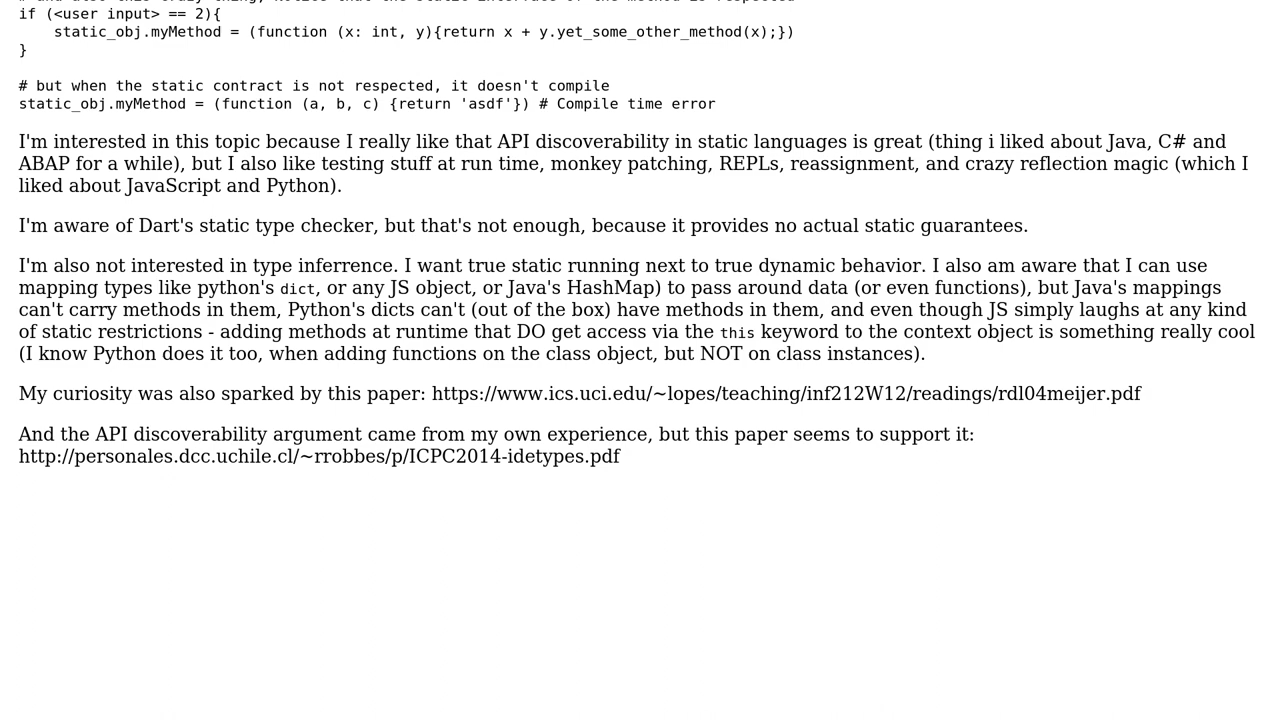 if (<user input> == 2){
    static_obj.myMethod = (function (x: int, y){return x + y.yet_some_other_method(x);})
}
# but when the static contract is not respected, it doesn't compile
static_obj.myMethod = (function (a, b, c) {return 'asdf'}) # Compile time error
I'm interested in this topic because I really like that API discoverability in static languages is great (thing i liked about Java, C# and
ABAP for a while), but I also like testing stuff at run time, monkey patching, REPLs, reassignment, and crazy reflection magic (which I
liked about JavaScript and Python).
I'm aware of Dart's static type checker, but that's not enough, because it provides no actual static guarantees.
I'm also not interested in type inferrence. I want true static running next to true dynamic behavior. I also am aware that I can use
mapping types like python's dict, or any JS object, or Java's HashMap) to pass around data (or even functions), but Java's mappings
can't carry methods in them, Python's dicts can't (out of the box) have methods in them, and even though JS simply laughs at any kind
of static restrictions - adding methods at runtime that DO get access via the this keyword to the context object is something really cool
(I know Python does it too, when adding functions on the class object, but NOT on class instances).
My curiosity was also sparked by this paper: https://www.ics.uci.edu/~lopes/teaching/inf212W12/readings/rdl04meijer.pdf
And the API discoverability argument came from my own experience, but this paper seems to support it:
http://personales.dcc.uchile.cl/~rrobbes/p/ICPC2014-idetypes.pdf